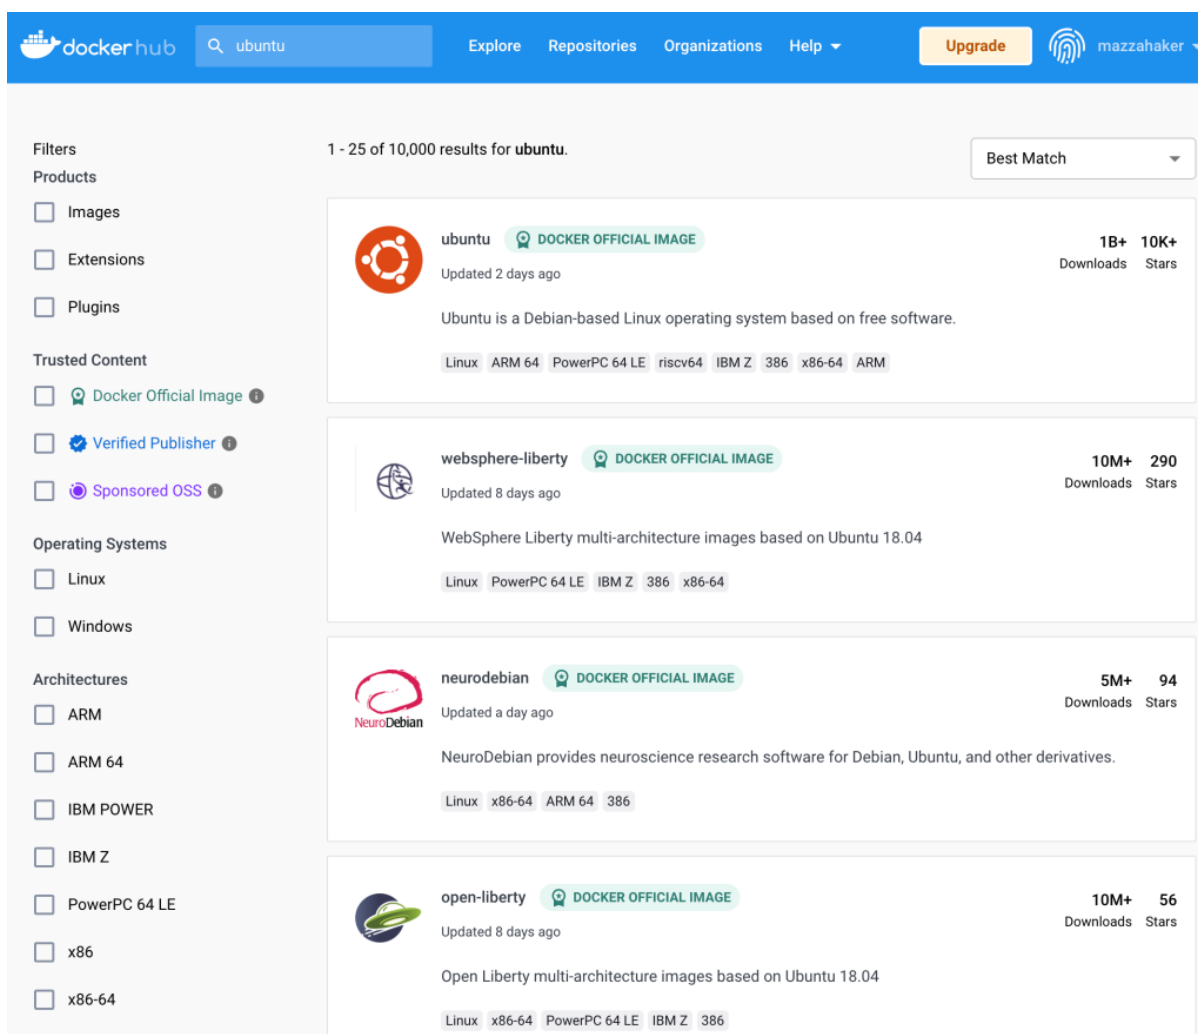 dockerhub ubuntu Explore Repositories Organizations Help Upgrade mazzahaker
Filters
Products
Images
Extensions
Plugins
Trusted Content
Docker Official Image
Verified Publisher
Sponsored OSS
Operating Systems
Linux
Windows
Architectures
ARM
ARM 64
IBM POWER
IBM Z
PowerPC 64 LE
x86
x86-64
1 - 25 of 10,000 results for ubuntu.
Best Match
ubuntu DOCKER OFFICIAL IMAGE
1B+ 10K+
Updated 2 days ago
Downloads Stars
Ubuntu is a Debian-based Linux operating system based on free software.
Linux ARM 64 PowerPC 64 LE riscv64 IBM Z 386 x86-64 ARM
websphere-liberty DOCKER OFFICIAL IMAGE
10M+ 290
Updated 8 days ago
Downloads Stars
WebSphere Liberty multi-architecture images based on Ubuntu 18.04
Linux PowerPC 64 LE IBM Z 386 x86-64
NeuroDebian
neurodebian DOCKER OFFICIAL IMAGE
5M+ 94
Updated a day ago
Downloads Stars
NeuroDebian provides neuroscience research software for Debian, Ubuntu, and other derivatives.
Linux x86-64 ARM 64 386
open-liberty DOCKER OFFICIAL IMAGE
10M+ 56
Updated 8 days ago
Downloads Stars
Open Liberty multi-architecture images based on Ubuntu 18.04
Linux x86-64 PowerPC 64 LE IBM Z 386